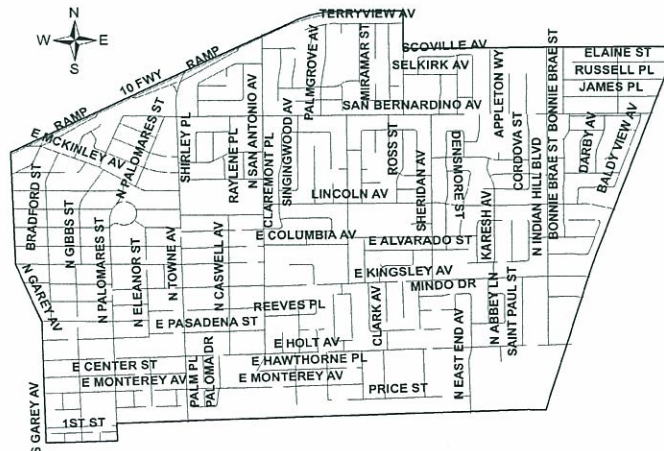 N
W E
S
TERRYVIEW AV
SCOVILLE AV
SELKIRK AV
ELAINE ST
RUSSELL PL
JAMES PL
RAMP
10 FWY
RAMP
PALMGROVE AV
MIRAMAR ST
SAN BERNARDINO AV
APPLETON WY
BONNIE BRAE ST
E MCKINLEY AV
N PALOMARES ST
SHIRLEY PL
RAYLENE PL
N SAN ANTONIO AV
CLAREMONT PL
SINGINGWOOD AV
ROSS ST
SHERIDAN AV
DENSMORE ST
CORDOVA ST
N INDIAN HILL BLVD
BONNIE BRAE ST
DARBY AV
BALDY VIEW AV
LINCOLN AV
BRADFORD ST
N GIBBS ST
N PALOMARES ST
N ELEANOR ST
N TOWNE AV
N CASWELL AV
E COLUMBIA AV
E ALVARADO ST
KARESH AV
E KINGSLEY AV
MINDO DR
N GAREY AV
REEVES PL
CLARK AV
N ABBEY LN
SAINT PAUL ST
E PASADENA ST
E HOLT AV
E HAWTHORNE PL
E CENTER ST
E MONTEREY AV
PALM PL
PALOMA DR
E MONTEREY AV
PRICE ST
N EAST END AV
S GAREY AV
1ST ST